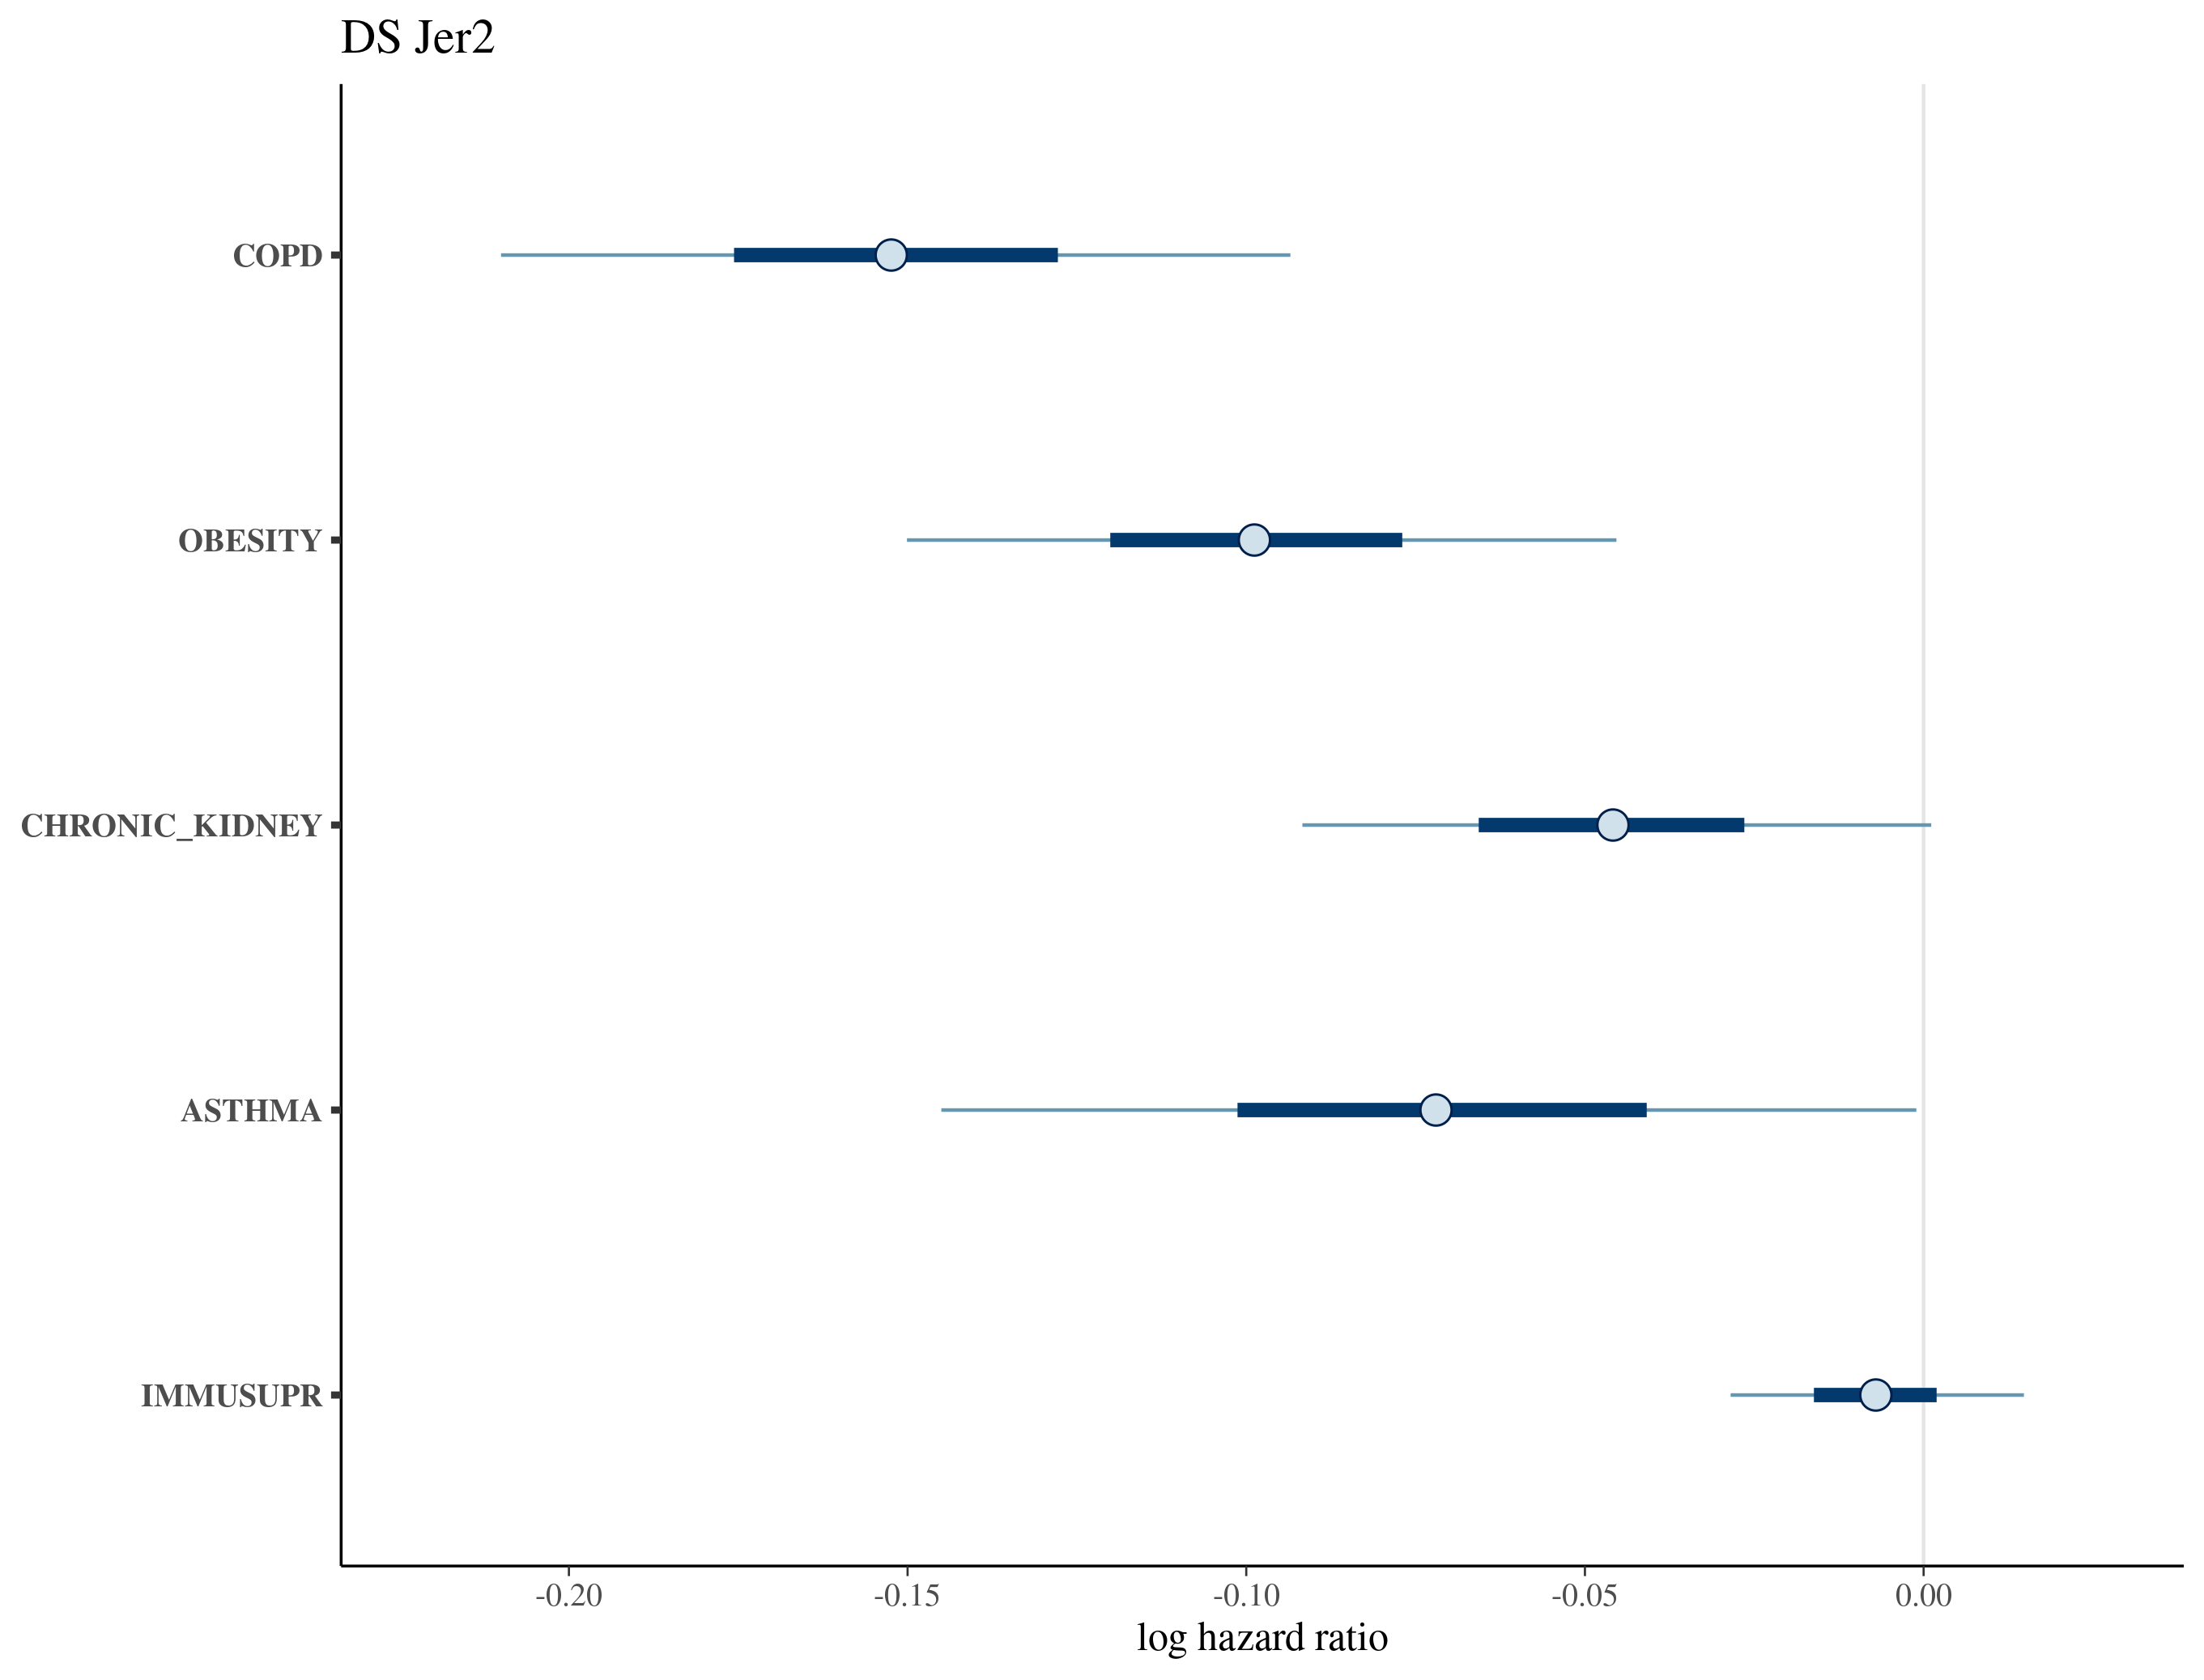 DS Jer2
COPD
OBESITY
CHRONIC_KIDNEY
ASTHMA
IMMUSUPR
-0.20 -0.15 -0.10 -0.05 0.00
log hazard ratio